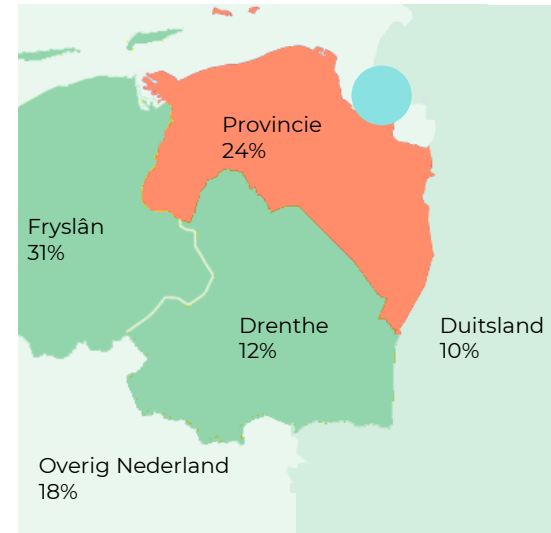 Provincie
24%
Fryslân
31%
Drenthe
12%
Duitsland
10%
Overig Nederland
18%